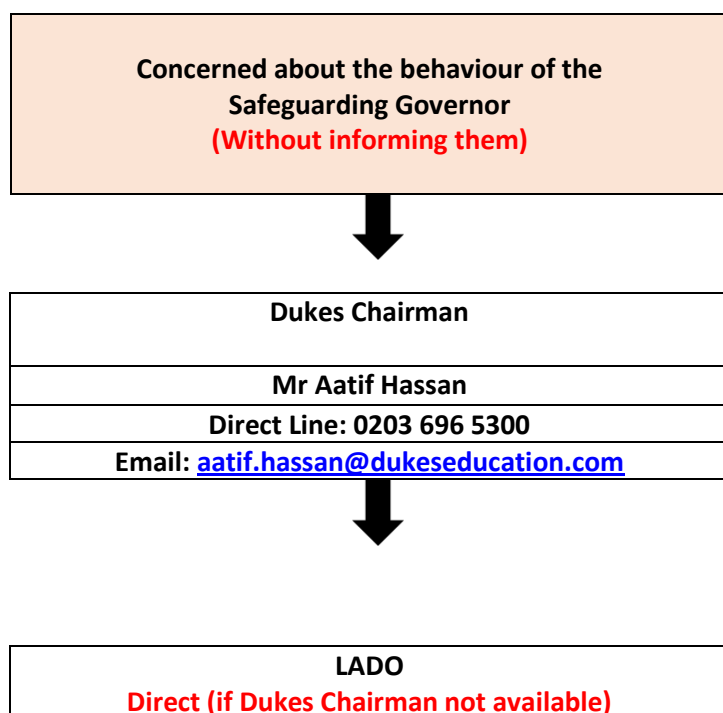 Concerned about the behaviour of the
Safeguarding Governor
(Without informing them)
Dukes Chairman
Mr Aatif Hassan
Direct Line: 0203 696 5300
Email: aatif.hassan@dukeseducation.com
LADO
Direct (if Dukes Chairman not available)